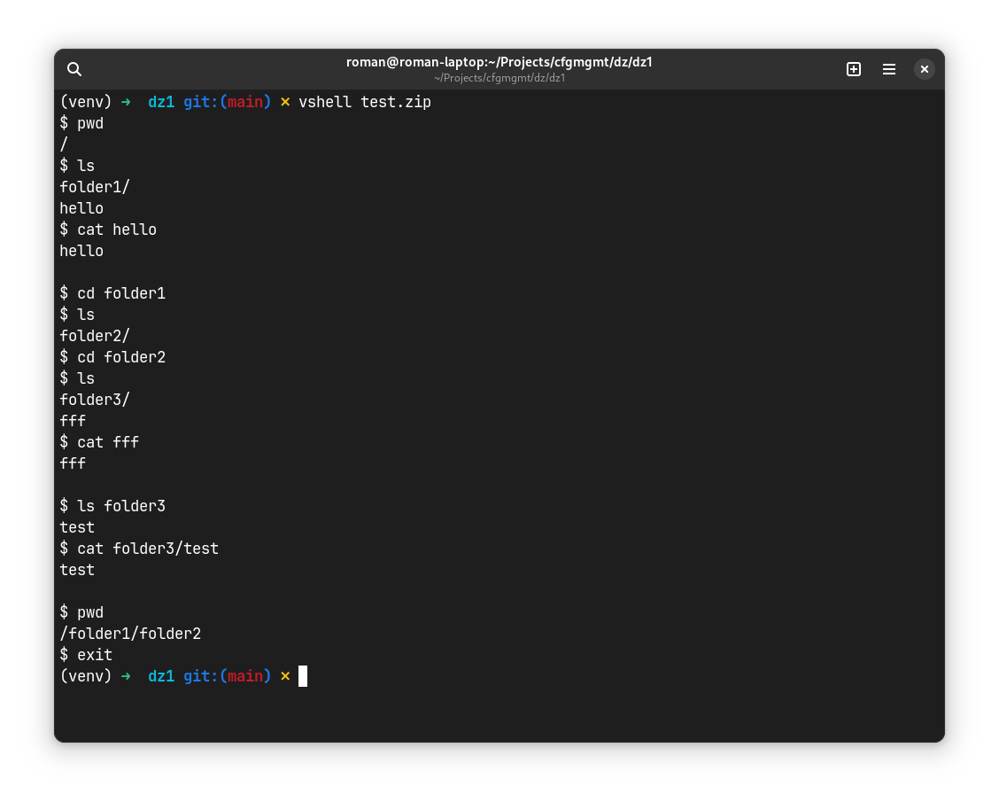 roman@roman-laptop:~/Projects/cfgmgmt/dz/dz1
~/Projects/cfgmgmt/dz/dz1
(venv) → dz1 git:(main) × vshell test.zip
$ pwd
/
$ ls
folder1/
hello
$ cat hello
hello
$ cd folder1
$ ls
folder2/
$ cd folder2
$ ls
folder3/
fff
$ cat fff
fff
$ ls folder3
test
$ cat folder3/test
test
$ pwd
/folder1/folder2
$ exit
(venv) → dz1 git:(main) ×